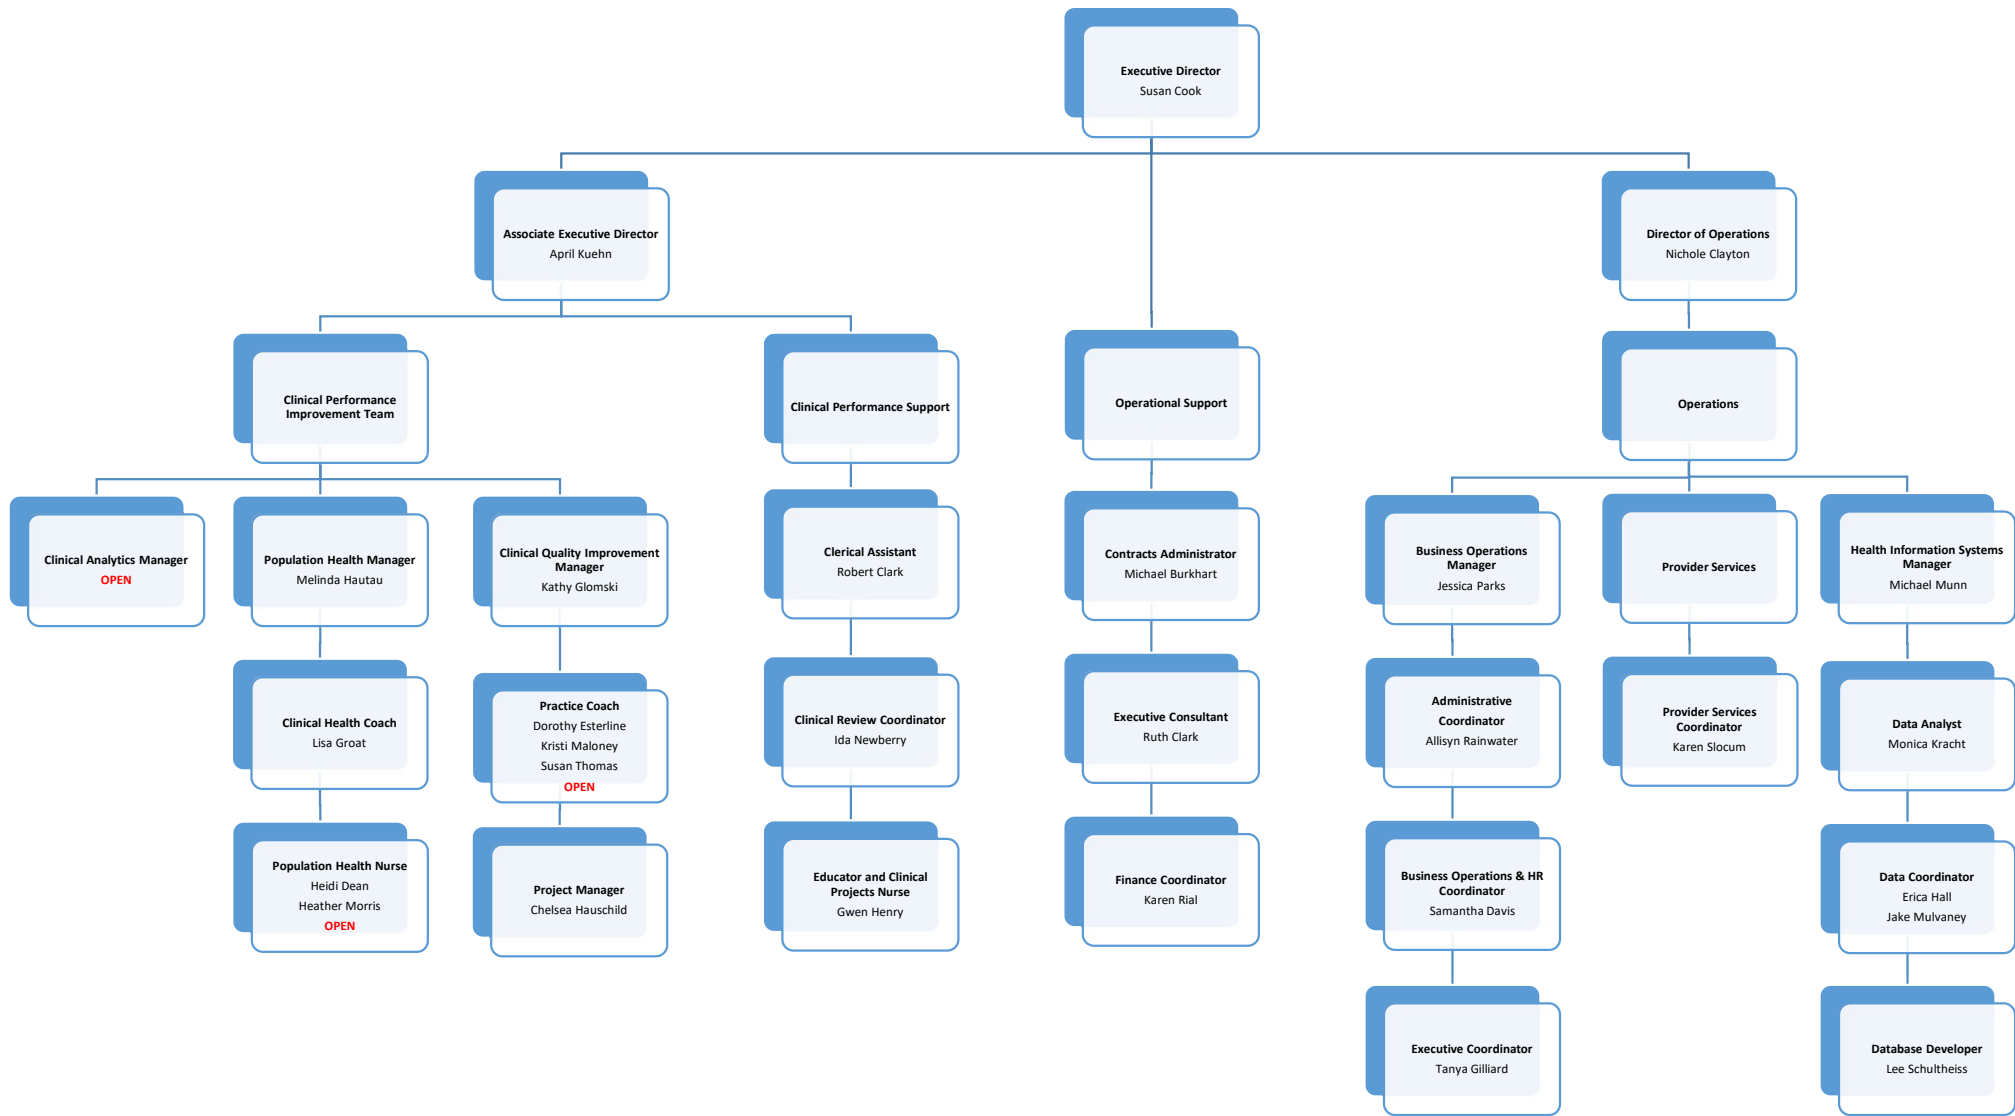 Executive Director
Susan Cook
Associate Executive Director
April Kuehn
Director of Operations
Nichole Clayton
Clinical Performance
Improvement Team
Clinical Performance Support
Operational Support
Operations
Clinical Analytics Manager
OPEN
Population Health Manager
Melinda Hautau
Clinical Quality Improvement
Manager
Kathy Glomski
Clerical Assistant
Robert Clark
Contracts Administrator
Michael Burkhart
Business Operations
Manager
Jessica Parks
Provider Services
Health Information Systems
Manager
Michael Munn
Clinical Health Coach
Lisa Groat
Practice Coach
Dorothy Esterline
Kristi Maloney
Susan Thomas
OPEN
Clinical Review Coordinator
Ida Newberry
Executive Consultant
Ruth Clark
Administrative
Coordinator
Allisyn Rainwater
Provider Services
Coordinator
Karen Slocum
Data Analyst
Monica Kracht
Population Health Nurse
Heidi Dean
Heather Morris
OPEN
Project Manager
Chelsea Hauschild
Educator and Clinical
Projects Nurse
Gwen Henry
Finance Coordinator
Karen Rial
Business Operations & HR
Coordinator
Samantha Davis
Data Coordinator
Erica Hall
Jake Mulvaney
Executive Coordinator
Tanya Gilliard
Database Developer
Lee Schultheiss